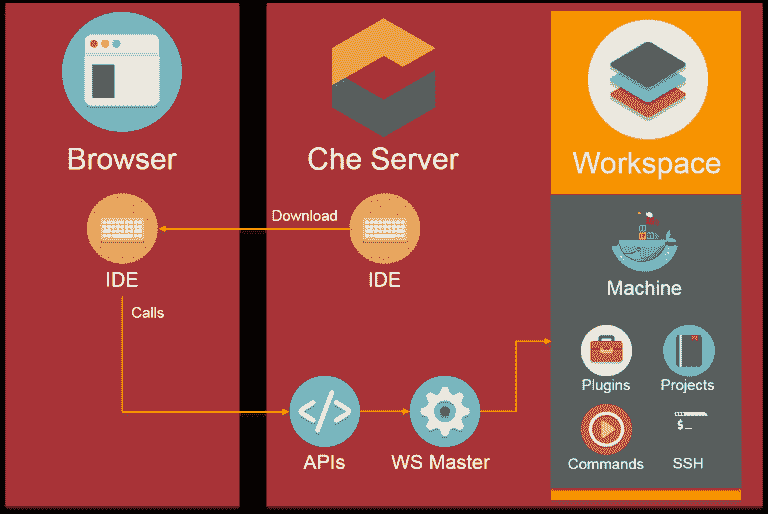 Browser
Che Server
Workspace
Download
IDE
IDE
Calls
Machine
Plugins
Projects
APIs
WS Master
Commands
$_
SSH